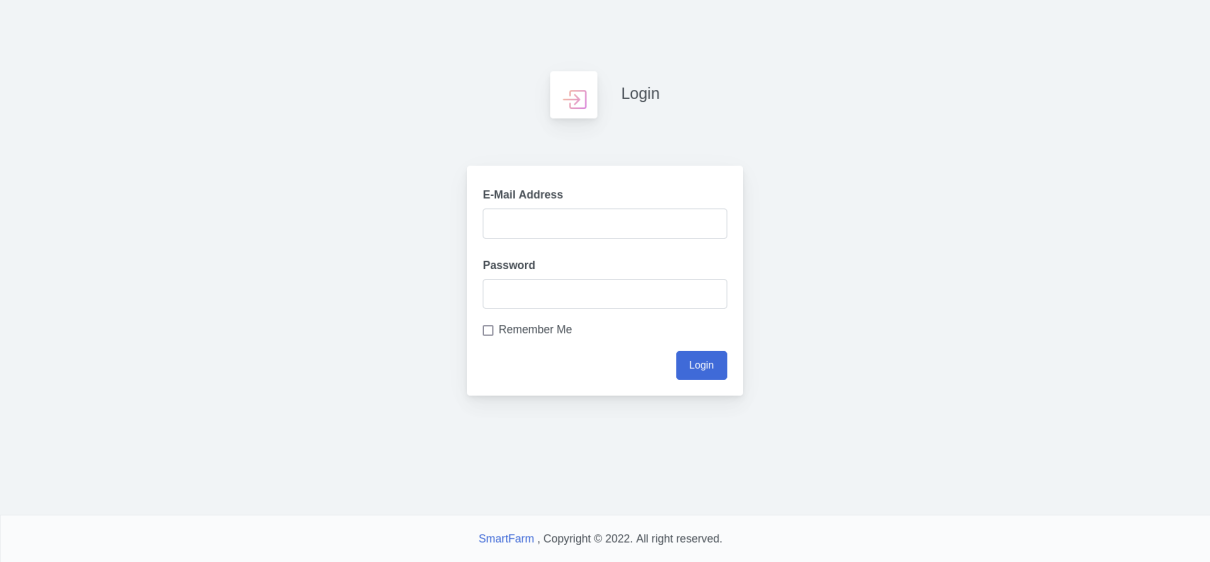 Login
E-Mail Address
Password
Remember Me
Login
SmartFarm , Copyright © 2022. All right reserved.